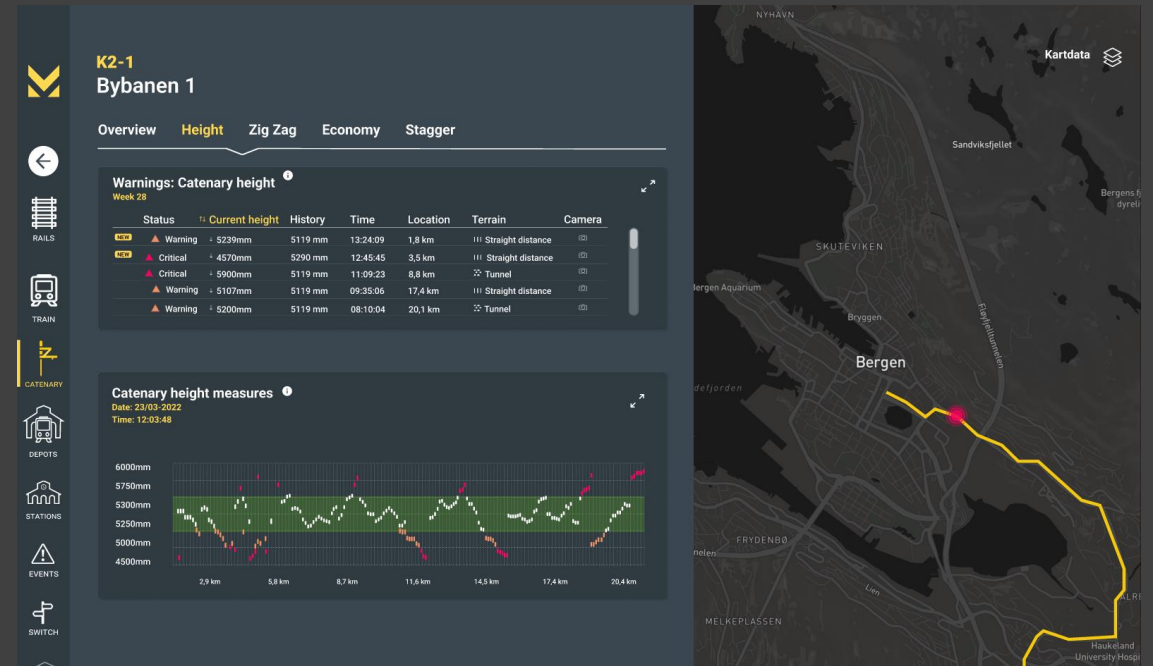 K2-1
Bybanen 1
Overview Height Zig Zag Economy Stagger
Warnings: Catenary height
Week 28
Status Current height History Time Location Terrain Camera
NEW Warning 5239mm 5119 mm 13:24:09 1,8 km Straight distance
NEW Critical 4570mm 5290 mm 12:45:45 3,5 km Straight distance
Critical 5900mm 5119 mm 11:09:23 8,8 km Tunnel
Warning 5107mm 5119 mm 09:35:06 17,4 km Straight distance
Warning 5200mm 5119 mm 08:10:04 20,1 km Tunnel
Catenary height measures
Date: 23/03-2022
Time: 12:03:48
6000mm
5750mm
5300mm
5250mm
5000mm
4500mm
2,9 km 5,8 km 8,7 km 11,6 km 14,5 km 17,4 km 20,4 km
RAILS
TRAIN
CATENARY
DEPOTS
STATIONS
EVENTS
SWITCH
Kartdata
NYHAVN
Sandviksfjellet
Bergens
SKUTEVIKEN
ergen Aquarium
Bryggen
Fløyfjelltunnelen
Bergen
defjorden
FRYDENBØ
nelen
Lien
MELKEPLASSEN
ALR
Haukeland
University Hospi